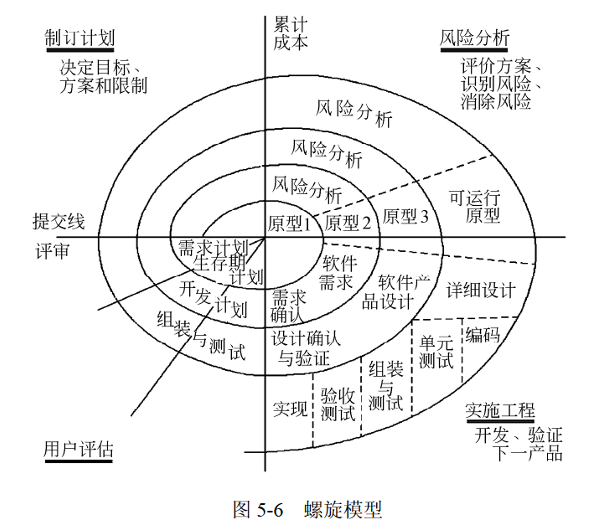 制订计划
决定目标、
方案和限制
累计
成本
风险分析
评价方案、
识别风险、
消除风险
风险分析
风险分析
风险分析
原型1
原型2
原型3
可运行
原型
提交线
评审
需求计划
生存期
计划
开发计划
组装与测试
软件
需求
需求
确认
软件产
品设计
详细设计
设计确认
与验证
单元
测试
编码
组装
与
测试
验收
测试
实现
用户评估
实施工程
开发、验证
下一产品
图 5-6 螺旋模型